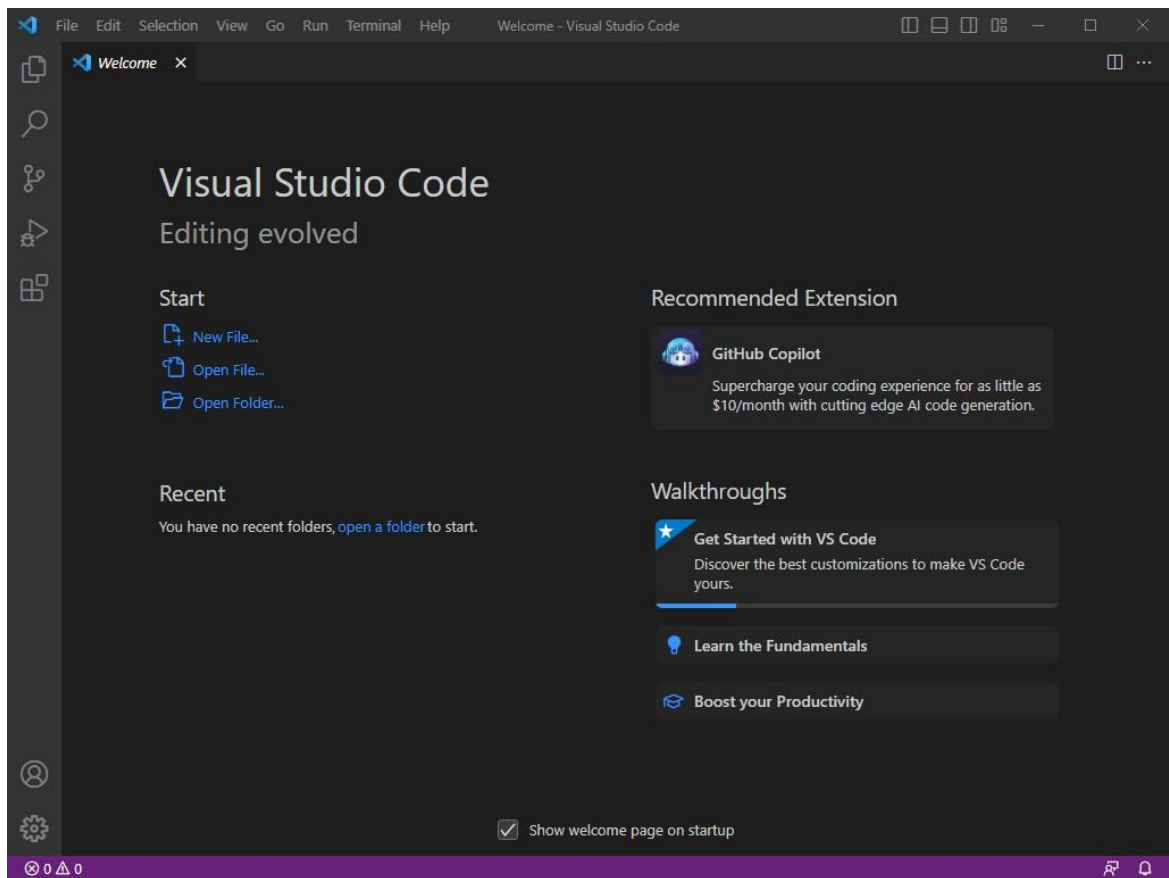 File Edit Selection View Go Run Terminal Help Welcome - Visual Studio Code
Welcome
Visual Studio Code
Editing evolved
Start
New File...
Open File...
Open Folder...
Recent
You have no recent folders, open a folder to start.
Recommended Extension
GitHub Copilot
Supercharge your coding experience for as little as
$10/month with cutting edge AI code generation.
Walkthroughs
Get Started with VS Code
Discover the best customizations to make VS Code
yours.
Learn the Fundamentals
Boost your Productivity
Show welcome page on startup
0 0